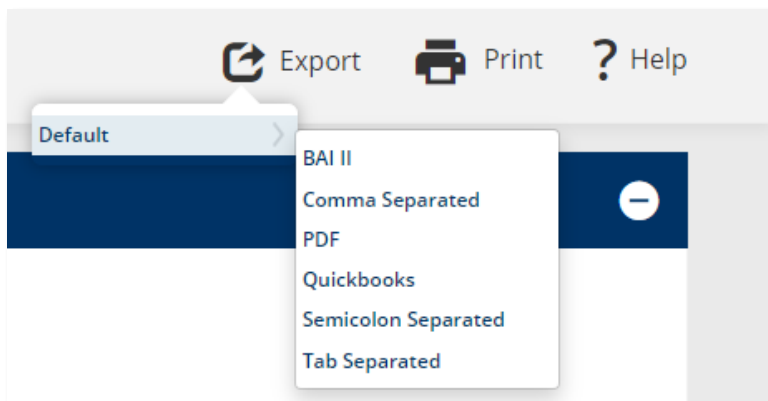 Export Print ? Help
Default
BAI II
Comma Separated
PDF
Quickbooks
Semicolon Separated
Tab Separated